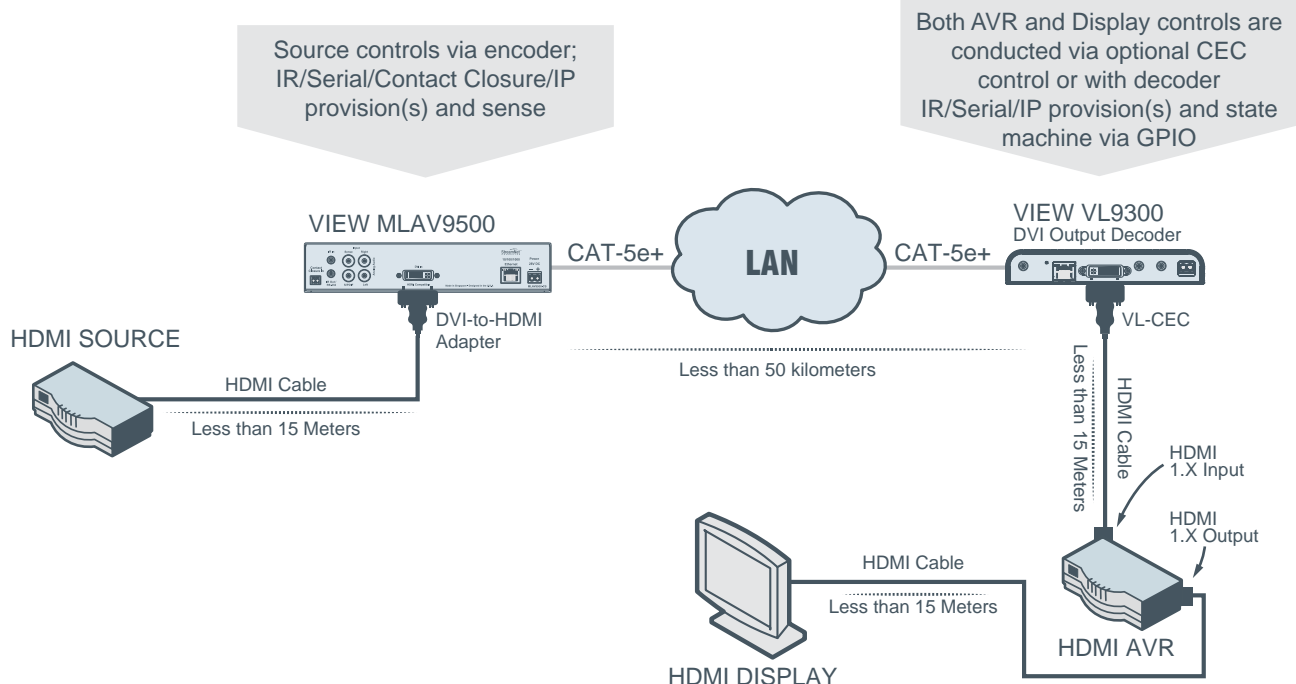 Source controls via encoder;
IR/Serial/Contact Closure/IP
provision(s) and sense
Both AVR and Display controls are
conducted via optional CEC
control or with decoder
IR/Serial/IP provision(s) and state
machine via GPIO
VIEW MLAV9500
CAT-5e+
LAN
CAT-5e+
VIEW VL9300
DVI Output Decoder
DVI-to-HDMI
Adapter
VL-CEC
HDMI SOURCE
HDMI Cable
Less than 15 Meters
Less than 50 kilometers
HDMI Cable
Less than 15 Meters
HDMI
1.X Input
HDMI
1.X Output
HDMI Cable
Less than 15 Meters
HDMI AVR
HDMI DISPLAY